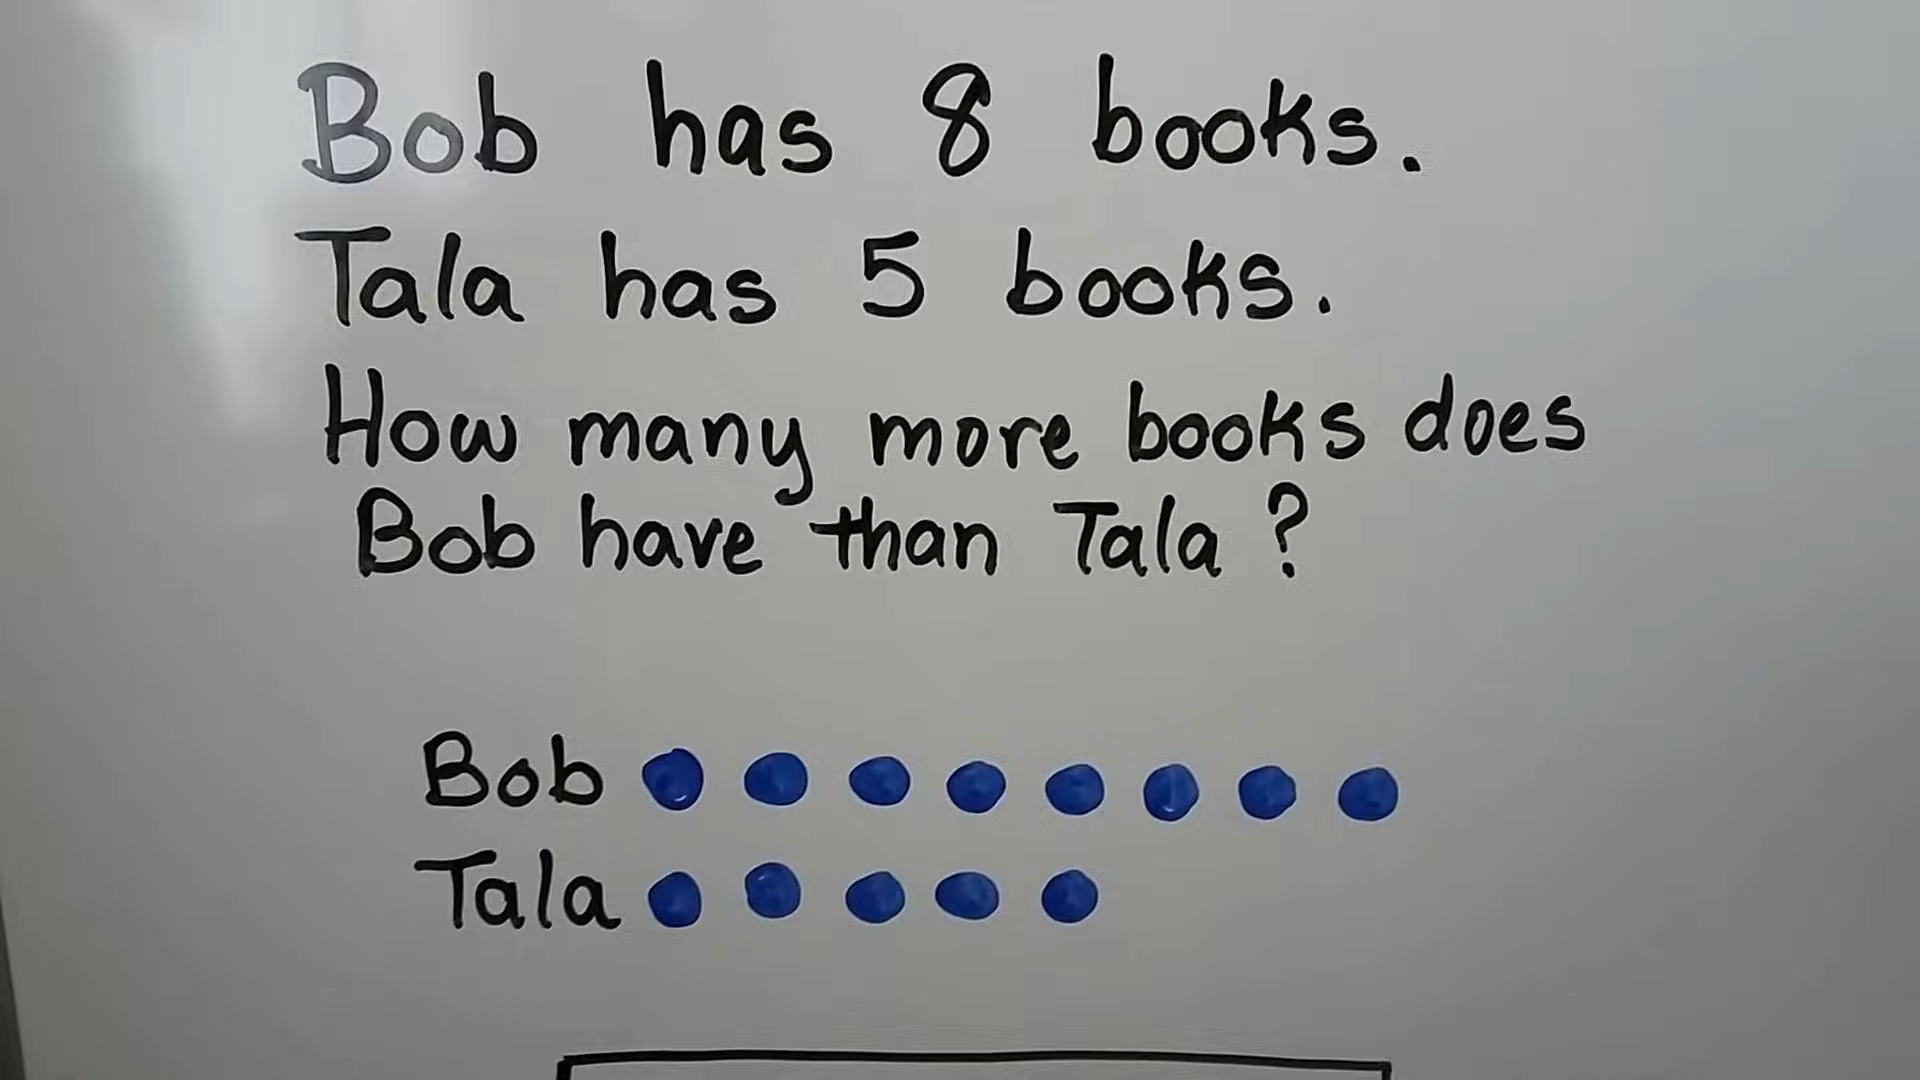 Bob has 8 books.
Tala has 5 books.
How many more books does
Bob have than Tala?
Bob
Tala